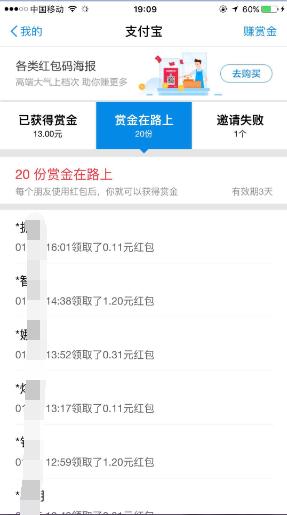 中国移动 19:09 60%
我的 支付宝 赚赏金
各类红包码海报
高端大气上档次 助你赚更多
去购买
已获得赏金 赏金在路上 邀请失败
13.00元 20份 1个
20 份赏金在路上
每个朋友使用红包后，你就可以获得赏金 有效期3天
*
01 16:01领取了0.11元红包
*智
01 14:38领取了1.20元红包
*
0 13:52领取了0.31元红包
*
01 13:17领取了0.11元红包
*
01 12:59领取了1.20元红包
*